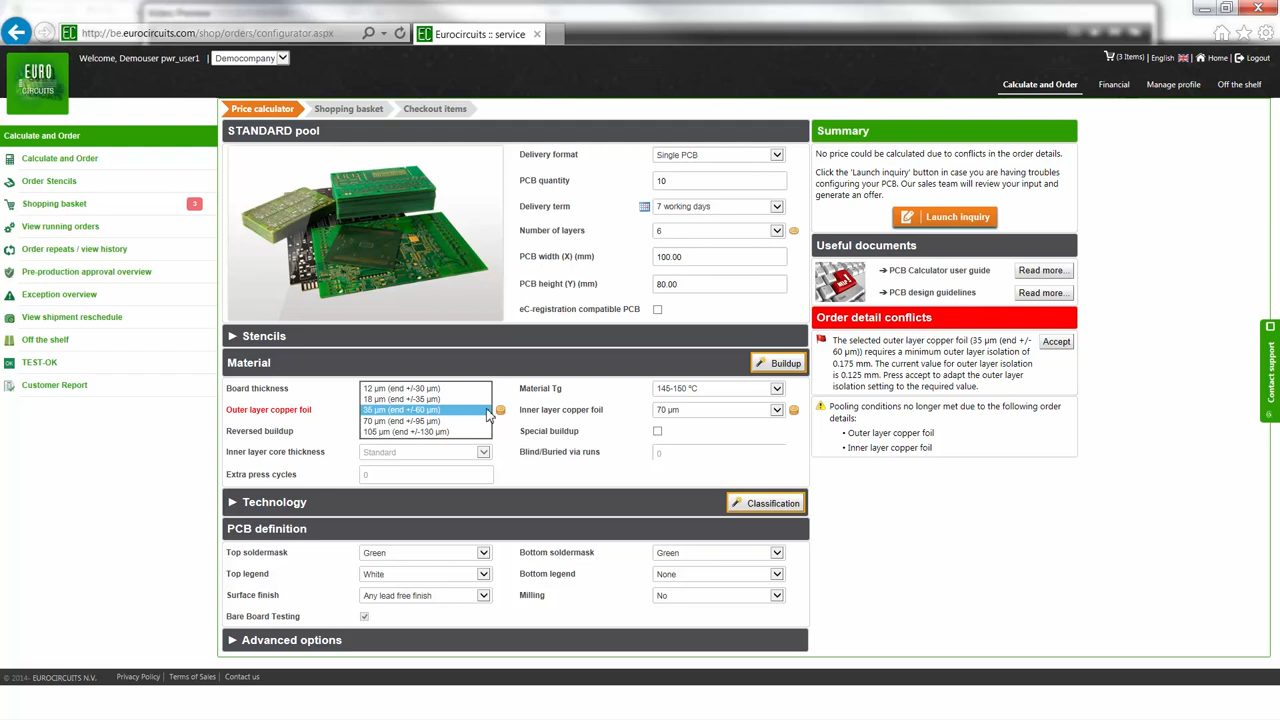 http://be.eurocircuits.com/shop/orders/configurator.aspx
EC Eurocircuits :: service
EURO
CIRCUITS
Welcome, Demouser pwr_user1 | Democompany
(3 Items) | English | Home | Logout
Calculate and Order Financial Manage profile Off the shelf
Calculate and Order
Calculate and Order
Order Stencils
Shopping basket 3
View running orders
Order repeats / view history
Pre-production approval overview
Exception overview
View shipment reschedule
Off the shelf
TEST-OK
Customer Report
Price calculator Shopping basket Checkout items
STANDARD pool
Delivery format Single PCB
PCB quantity 10
Delivery term 7 working days
Number of layers 6
PCB width (X) (mm) 100.00
PCB height (Y) (mm) 80.00
eC-registration compatible PCB
Stencils
Material Buildup
Board thickness
12 µm (end +/-30 µm)
18 µm (end +/-35 µm)
35 µm (end +/-60 µm)
70 µm (end +/-95 µm)
105 µm (end +/-130 µm)
Material Tg 145-150 ºC
Outer layer copper foil
Inner layer copper foil 70 µm
Reversed buildup
Special buildup
Inner layer core thickness Standard
Blind/Buried via runs 0
Extra press cycles 0
Technology Classification
PCB definition
Top soldermask Green
Bottom soldermask Green
Top legend White
Bottom legend None
Surface finish Any lead free finish
Milling No
Bare Board Testing
Advanced options
Summary
No price could be calculated due to conflicts in the order details.
Click the 'Launch inquiry' button in case you are having troubles
configuring your PCB. Our sales team will review your input and
generate an offer.
Launch inquiry
Useful documents
PCB Calculator user guide Read more...
PCB design guidelines Read more...
Order detail conflicts
The selected outer layer copper foil (35 µm (end +/-
60 µm)) requires a minimum outer layer isolation of
0.175 mm. The current value for outer layer
isolation is 0.125 mm. Press accept to adapt the outer layer
isolation setting to the required value.
Accept
Pooling conditions no longer met due to the following order
details:
• Outer layer copper foil
• Inner layer copper foil
Contact support
© 2014- EUROCIRCUITS N.V. Privacy Policy | Terms of Sales | Contact us